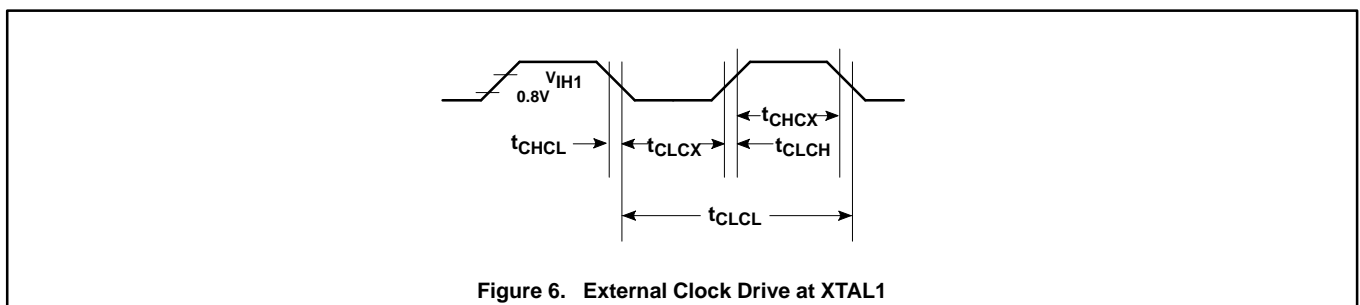 VIH1
0.8V
tCHCX
tCHCL
tCLCX
tCLCH
tCLCL
Figure 6. External Clock Drive at XTAL1